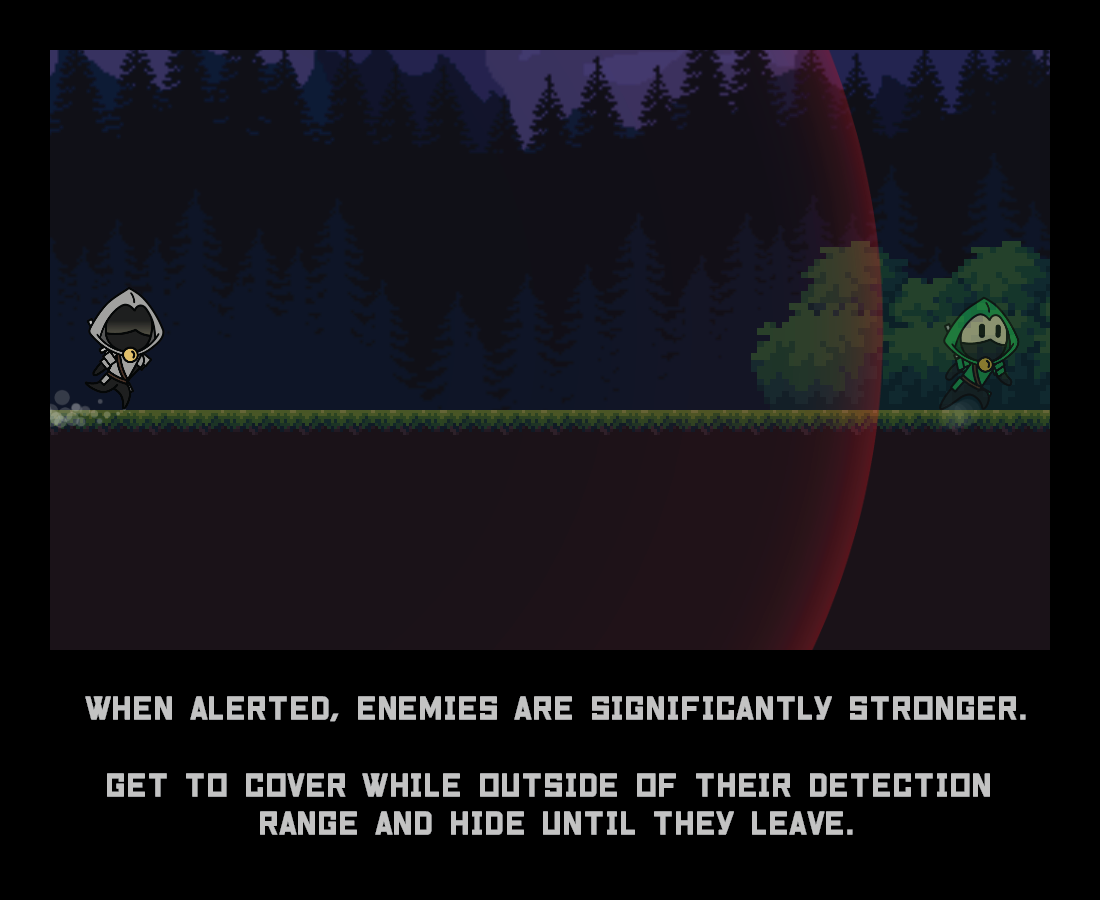 WHEN ALERTED, ENEMIES ARE SIGNIFICANTLY STRONGER.
GET TO COVER WHILE OUTSIDE OF THEIR DETECTION
RANGE AND HIDE UNTIL THEY LEAVE.